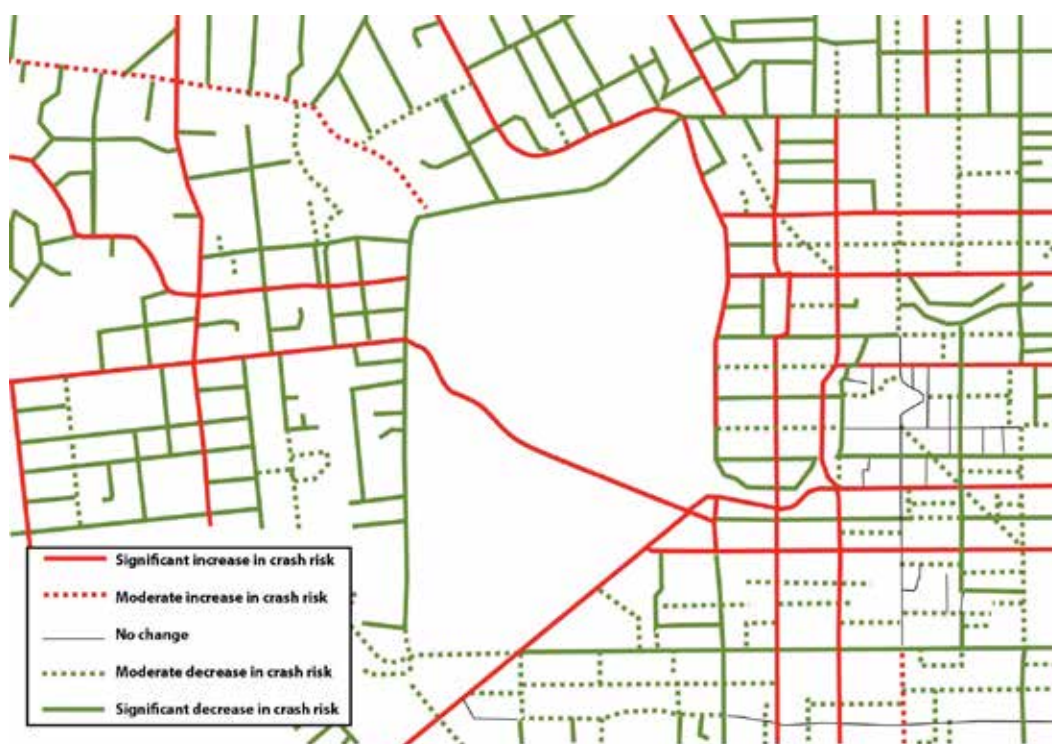 Significant increase in crash risk
Moderate increase in crash risk
No change
Moderate decrease in crash risk
Significant decrease in crash risk